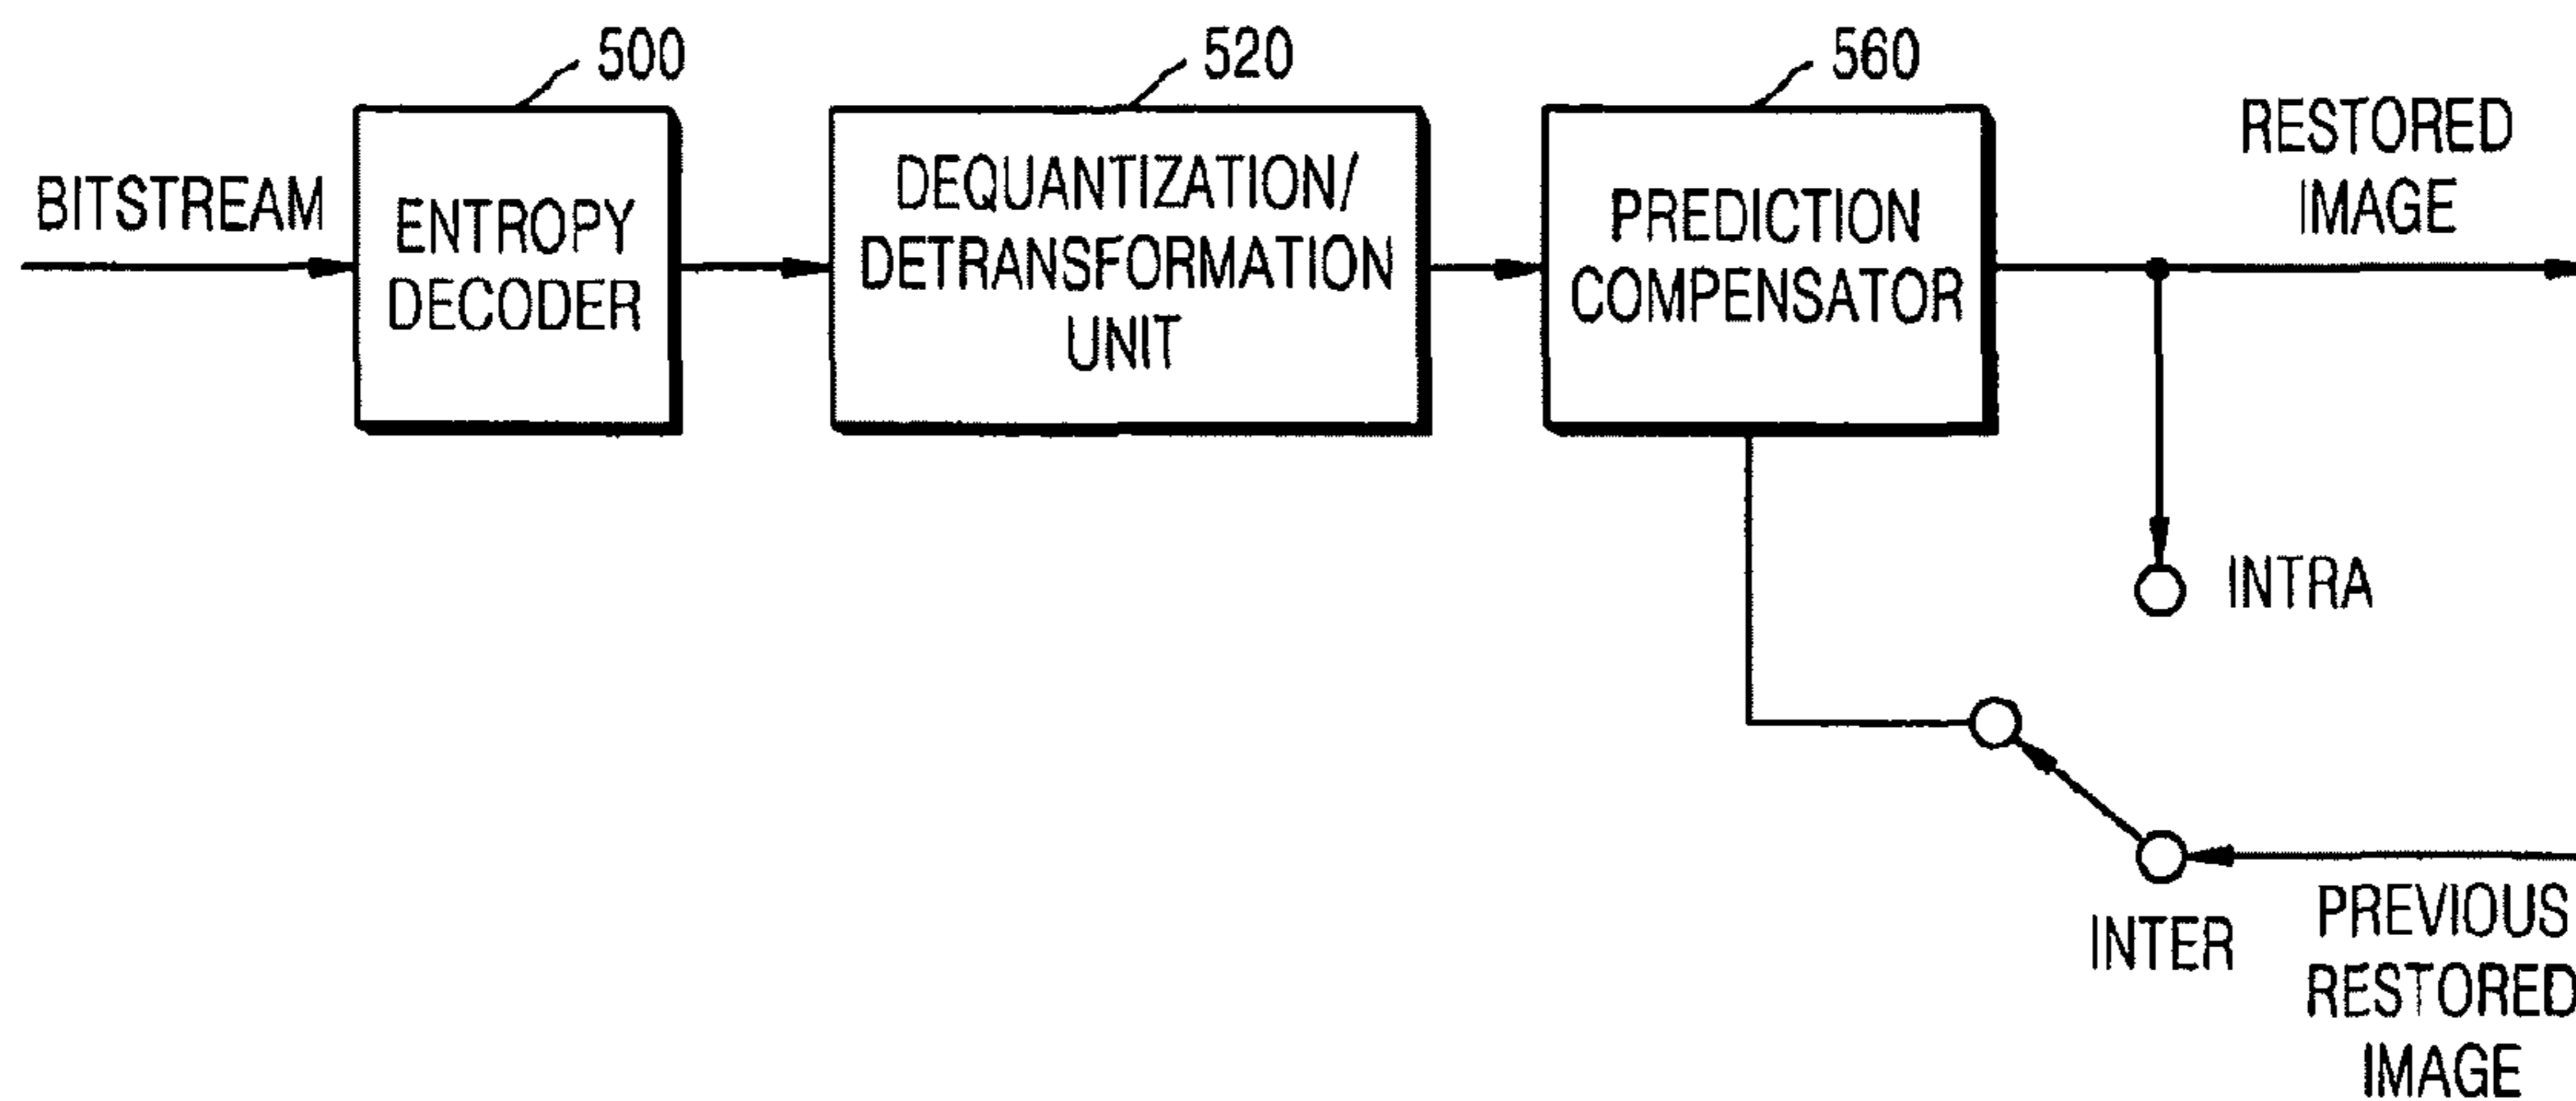 500
520
560
BITSTREAM
ENTROPY
DECODER
DEQUANTIZATION/
DETRANSFORMATION
UNIT
PREDICTION
COMPENSATOR
RESTORED
IMAGE
INTRA
INTER
PREVIOUS
RESTORED
IMAGE